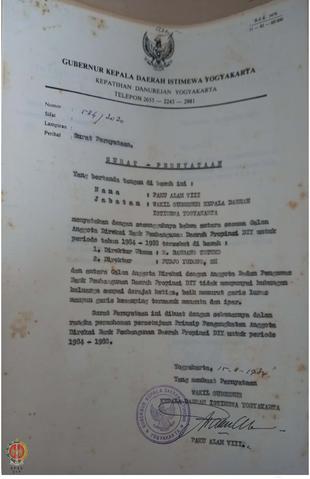 GUBERNUR KEPALA DAERAH ISTIMEWA YOGYAKARTA
KEPATIHAN DANUREJAN YOGYAKARTA
TELEPON 2655 - 2243 - 2981
Nomor :
Sifat :
Lampiran :
Perihal : Surat Pernyataan.
SURAT - PERNYATAAN
Yang bertanda tangan di bawah ini :
N a m a : PAKU ALAM VIII
J a b a t a n : WAKIL GUBERNUR KEPALA DAERAH
ISTIMEWA YOGYAKARTA
menyatakan dengan sesungguhnya bahwa antara sesama calon
Anggota Direksi Bank Pembangunan Daerah Propinsi DIY untuk
periode tahun 1984 - 1988 tersebut di bawah :
1. Direktur Utama :
2. Direktur :
dan antara calon Anggota Direksi dengan Anggota Badan Pengawas
Bank Pembangunan Daerah Propinsi DIY tidak mempunyai hubungan
keluarga sampai derajat ketiga, baik menurut garis lurus
maupun garis kesamping termasuk menantu dan ipar.
Surat Pernyataan ini dibuat dengan sebenarnya dalam
rangka permohonan persetujuan Prinsip Pengangkatan Anggota
Direksi Bank Pembangunan Daerah Propinsi DIY untuk periode
1984 - 1988.
Yogyakarta,
Yang membuat Pernyataan
WAKIL GUBERNUR
KEPALA DAERAH ISTIMEWA YOGYAKARTA
PAKU ALAM VIII